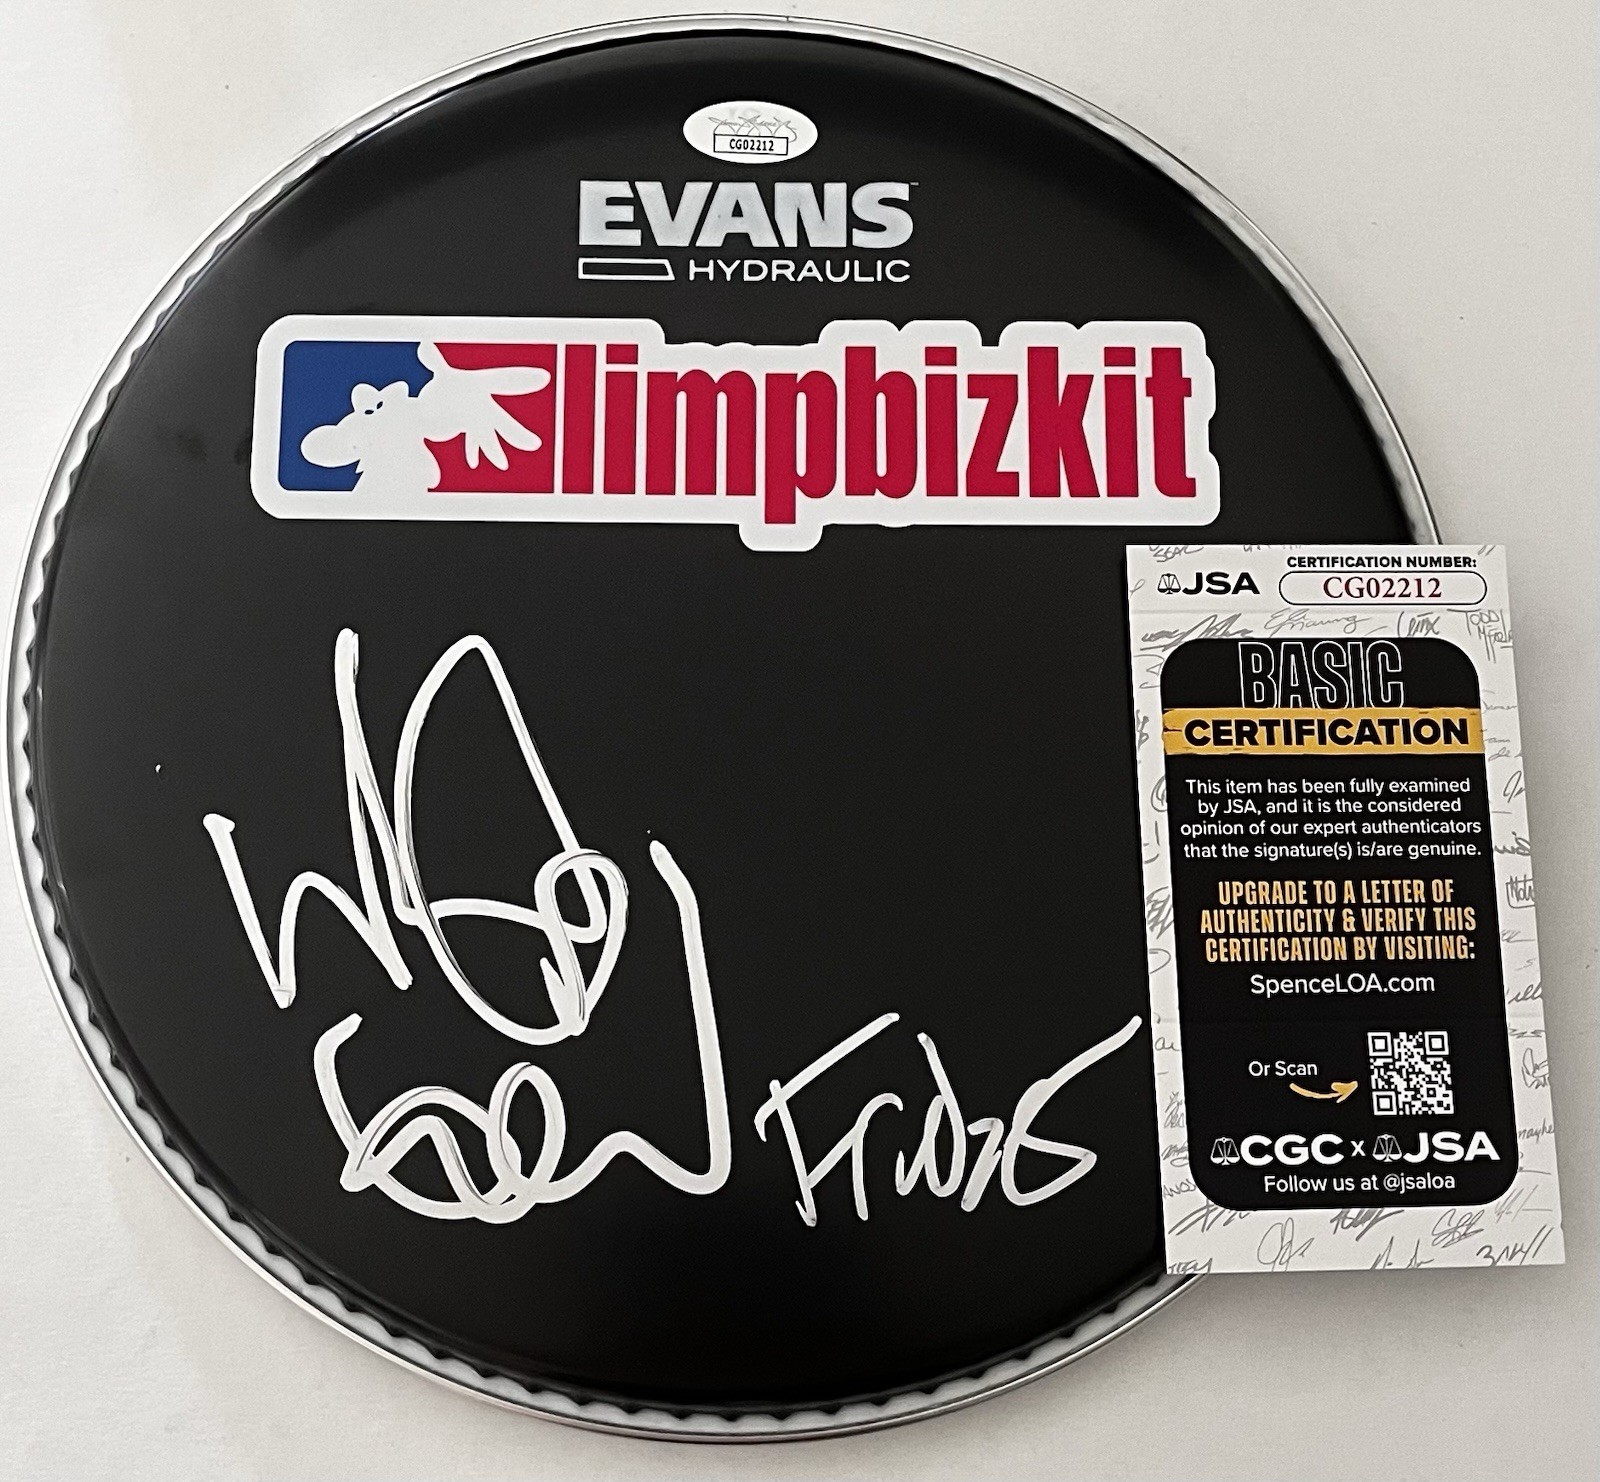 CG02212
EVANS™
HYDRAULIC
limpbizkit
JSA
CERTIFICATION NUMBER:
CG02212
BASIC
CERTIFICATION
This item has been fully examined
by JSA, and it is the considered
opinion of our expert authenticators
that the signature(s) is/are genuine.
UPGRADE TO A LETTER OF
AUTHENTICITY & VERIFY THIS
CERTIFICATION BY VISITING:
SpenceLOA.com
Or Scan
CGC x JSA
Follow us at @jsaloa